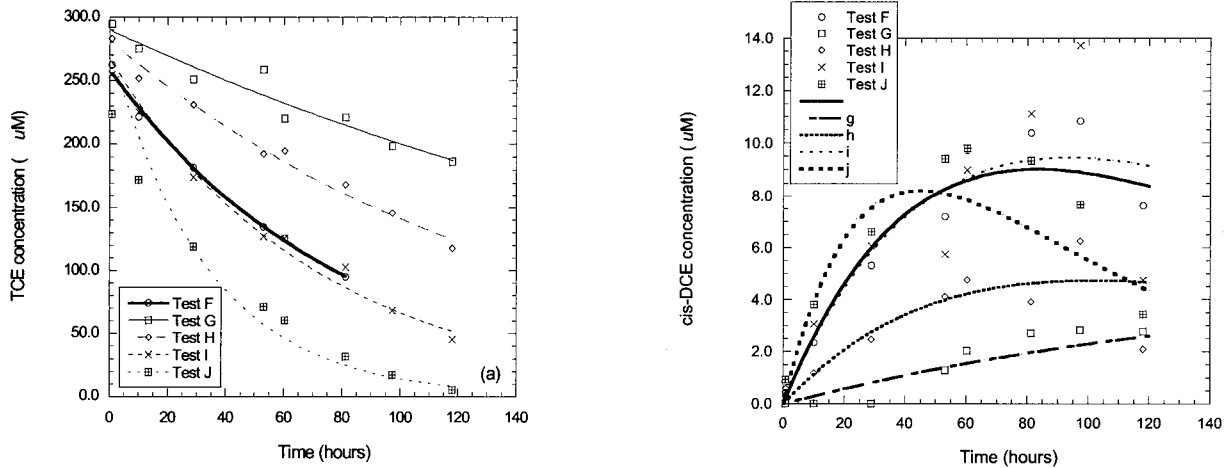 300.0
250.0
200.0
150.0
100.0
50.0
0.0
TCE concentration ( uM)
Test F
Test G
Test H
Test I
Test J
(a)
0 20 40 60 80 100 120 140
Time (hours)
Test F
Test G
Test H
Test I
Test J
g
h
j
14.0
12.0
10.0
8.0
6.0
4.0
2.0
0.0
cis-DCE concentration ( uM)
0 20 40 60 80 100 120 140
Time (hours)